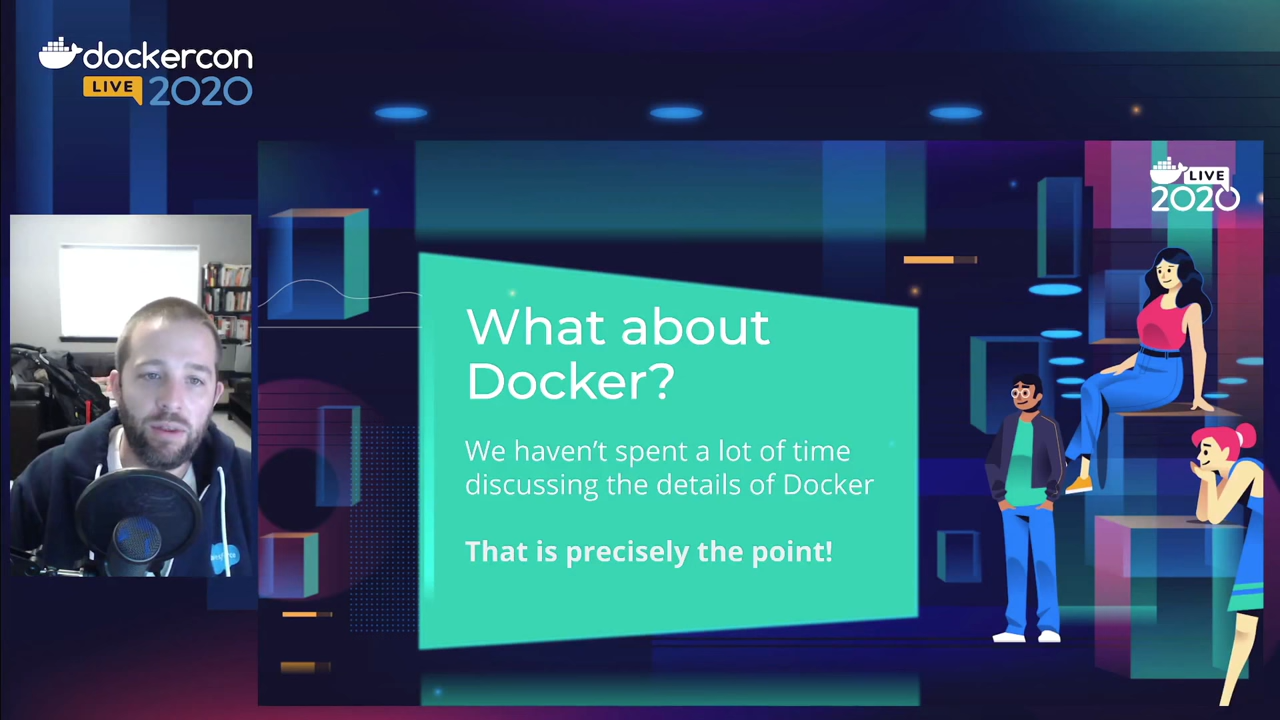 dockercon
LIVE 2020
LIVE
2020
What about
Docker?
We haven't spent a lot of time
discussing the details of Docker
That is precisely the point!